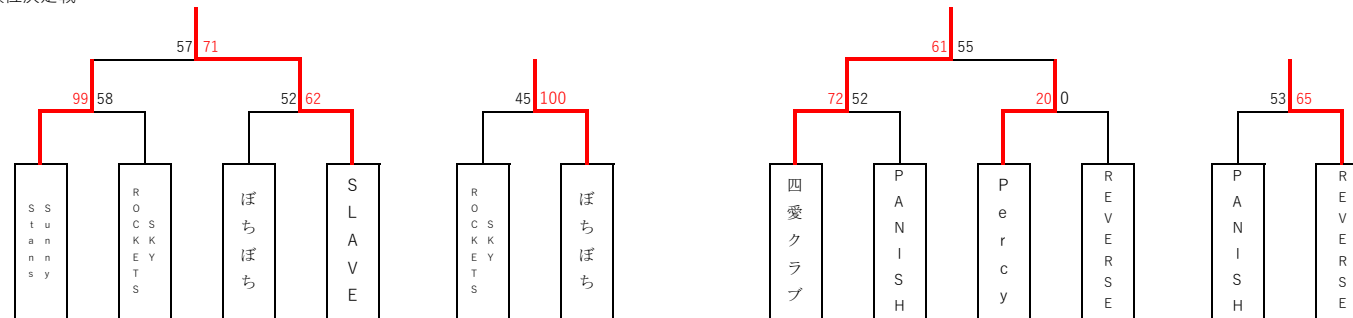 57 71
61 55
99 58
52 62
45 100
72 52
20 0
53 65
Sunny
Stans
SKY
ROCKETS
ぼちぼち
SLAVE
SKY
ROCKETS
ぼちぼち
四愛クラブ
PANISH
Percy
REVERSE
PANISH
REVERSE